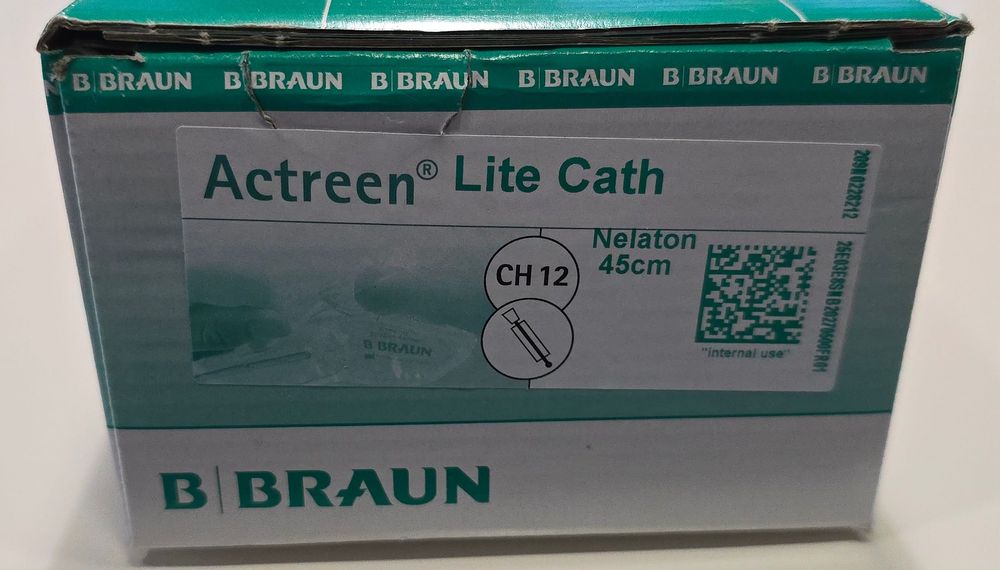 N B|BRAUN B|BRAUN B|BRAUN B|BRAUN B|BRAUN B|BRAUN
Actreen® Lite Cath
Nelaton
45cm
CH 12
B BRAUN
"internal use"
B|BRAUN